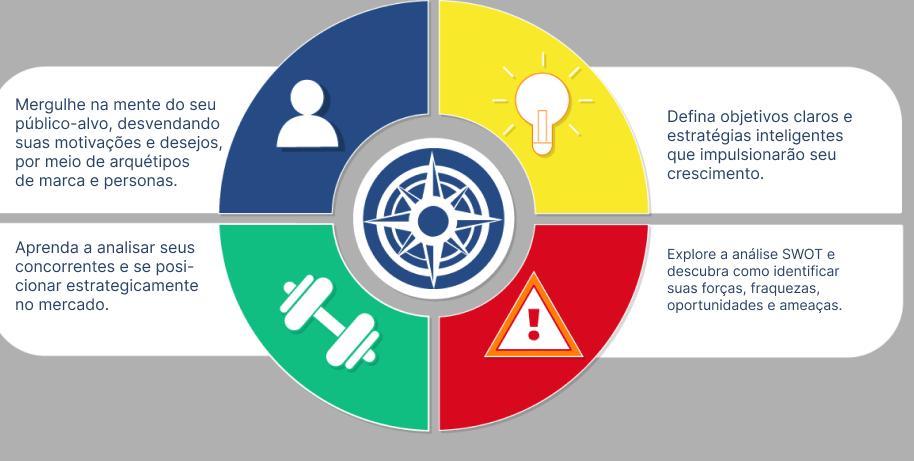 Mergulhe na mente do seu
público-alvo, desvendando
suas motivações e desejos,
por meio de arquétipos
de marca e personas.
Defina objetivos claros e
estratégias inteligentes
que impulsionarão seu
crescimento.
Aprenda a analisar seus
concorrentes e se posi-
cionar estrategicamente
no mercado.
Explore a análise SWOT e
descubra como identificar
suas forças, fraquezas,
oportunidades e ameaças.